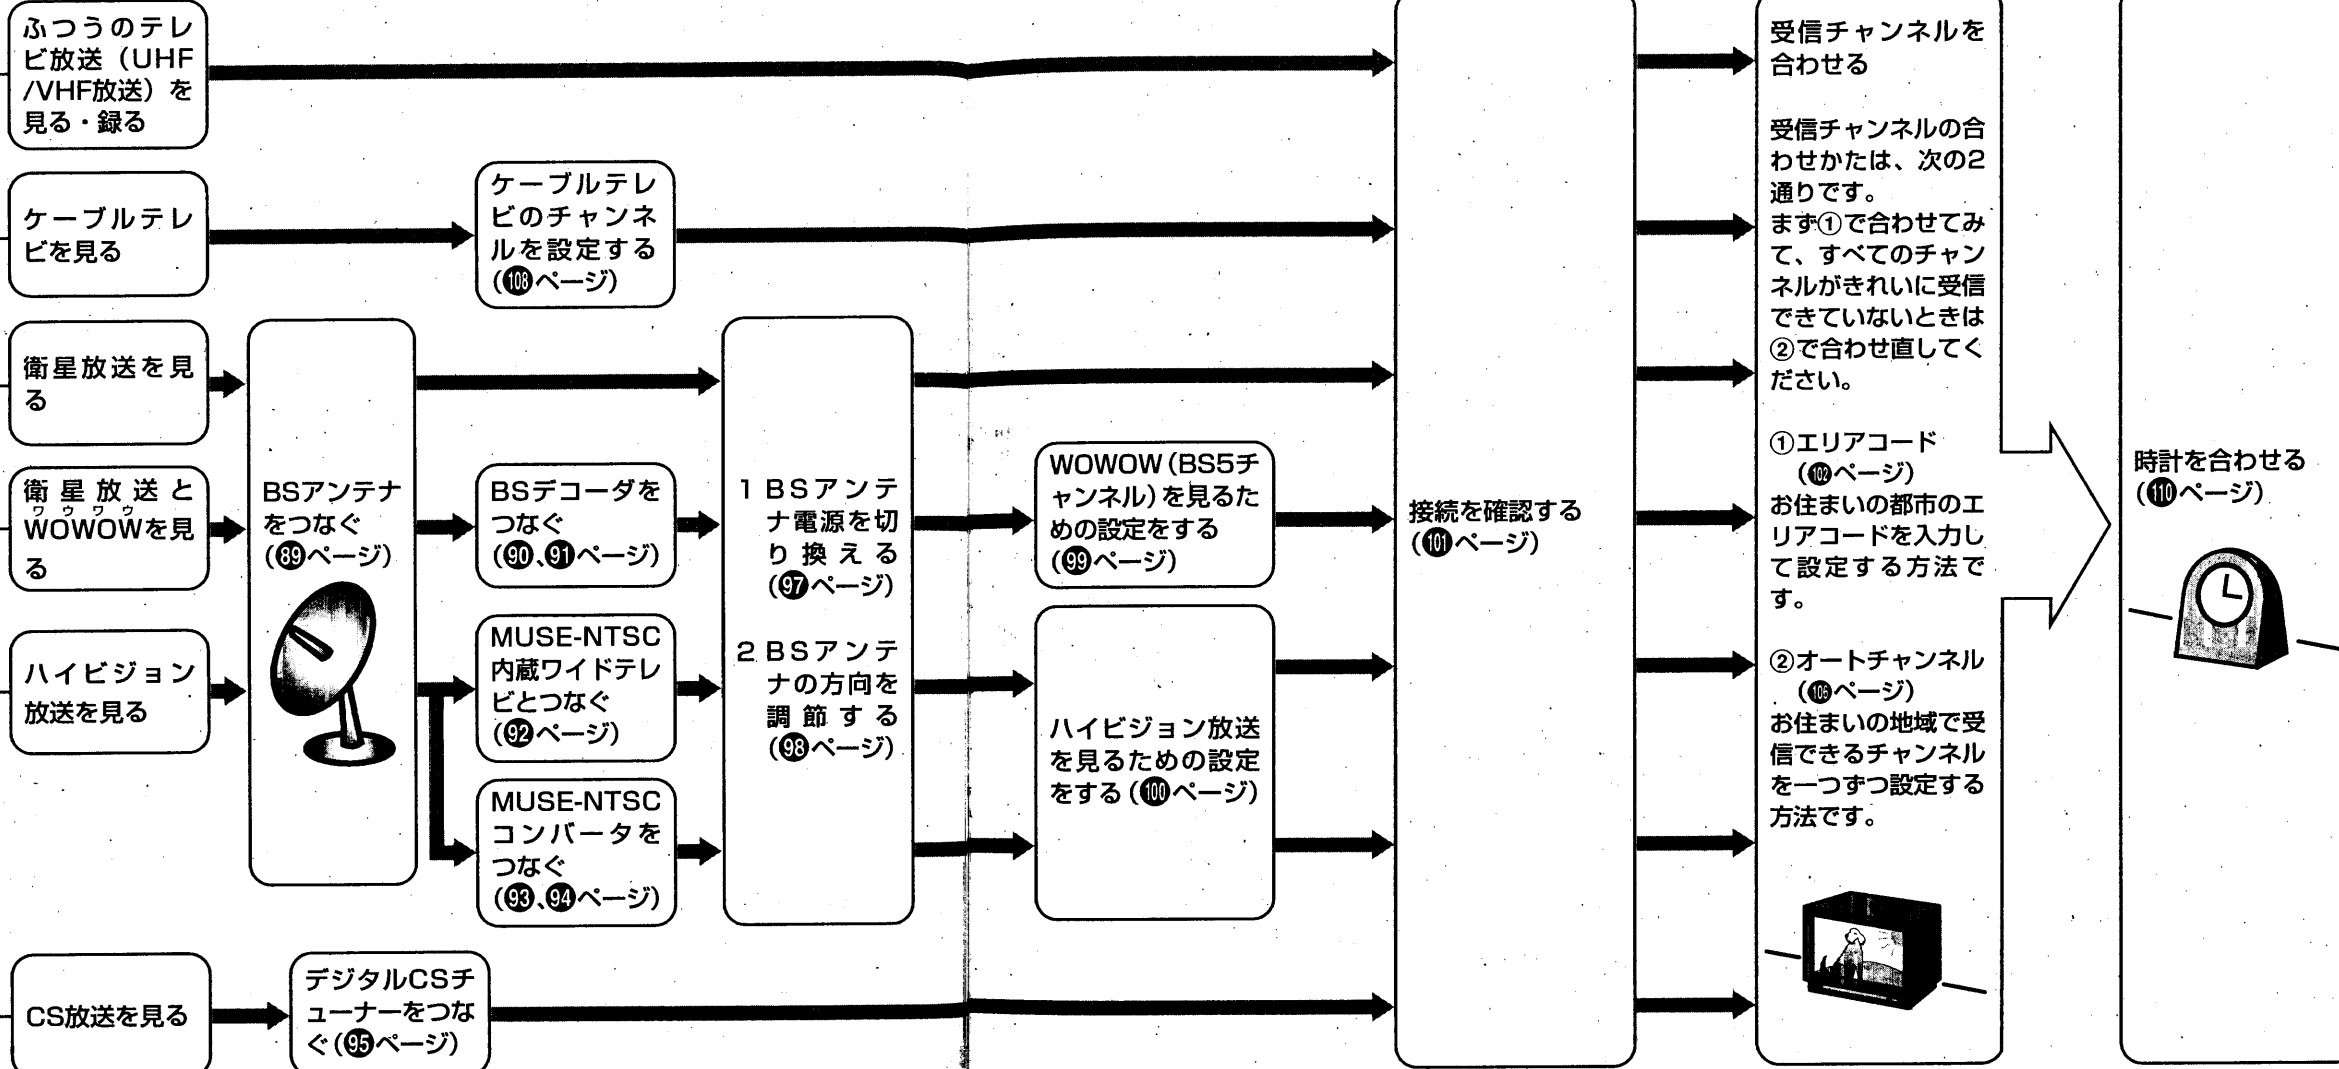 ふつうのテレ
ビ放送（UHF
/VHF放送）を
見る・録る
ケーブルテレ
ビを見る
ケーブルテレ
ビのチャンネ
ルを設定する
(108ページ)
衛星放送を見
る
衛星放送と
ワウワウ
WOWOWを見
る
ハイビジョン
放送を見る
BSアンテナ
をつなぐ
(89ページ)
BSデコーダを
つなぐ
(90、91ページ)
MUSE-NTSC
内蔵ワイドテレ
ビとつなぐ
(92ページ)
MUSE-NTSC
コンバータを
つなぐ
(93、94ページ)
1 BSアンテ
ナ電源を切
り換える
(97ページ)
2 BSアンテ
ナの方向を
調節する
(98ページ)
WOWOW(BS5チ
ャンネル)を見るた
めの設定をする
(99ページ)
ハイビジョン放送
を見るための設定
をする(100ページ)
CS放送を見る
デジタルCSチ
ューナーをつな
ぐ(95ページ)
接続を確認する
(101ページ)
受信チャンネルを
合わせる
受信チャンネルの合
わせかたは、次の2
通りです。
まず①で合わせてみ
て、すべてのチャン
ネルがきれいに受信
できていないときは
②で合わせ直してく
ださい。
①エリアコード
(102ページ)
お住まいの都市のエ
リアコードを入力し
て設定する方法で
す。
②オートチャンネル
(106ページ)
お住まいの地域で受
信できるチャンネル
を一つずつ設定する
方法です。
時計を合わせる
(110ページ)